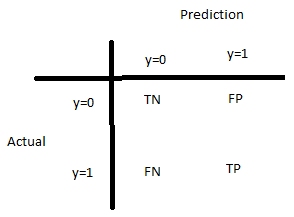 Prediction
y=0 y=1
y=0 TN FP
Actual
y=1 FN TP